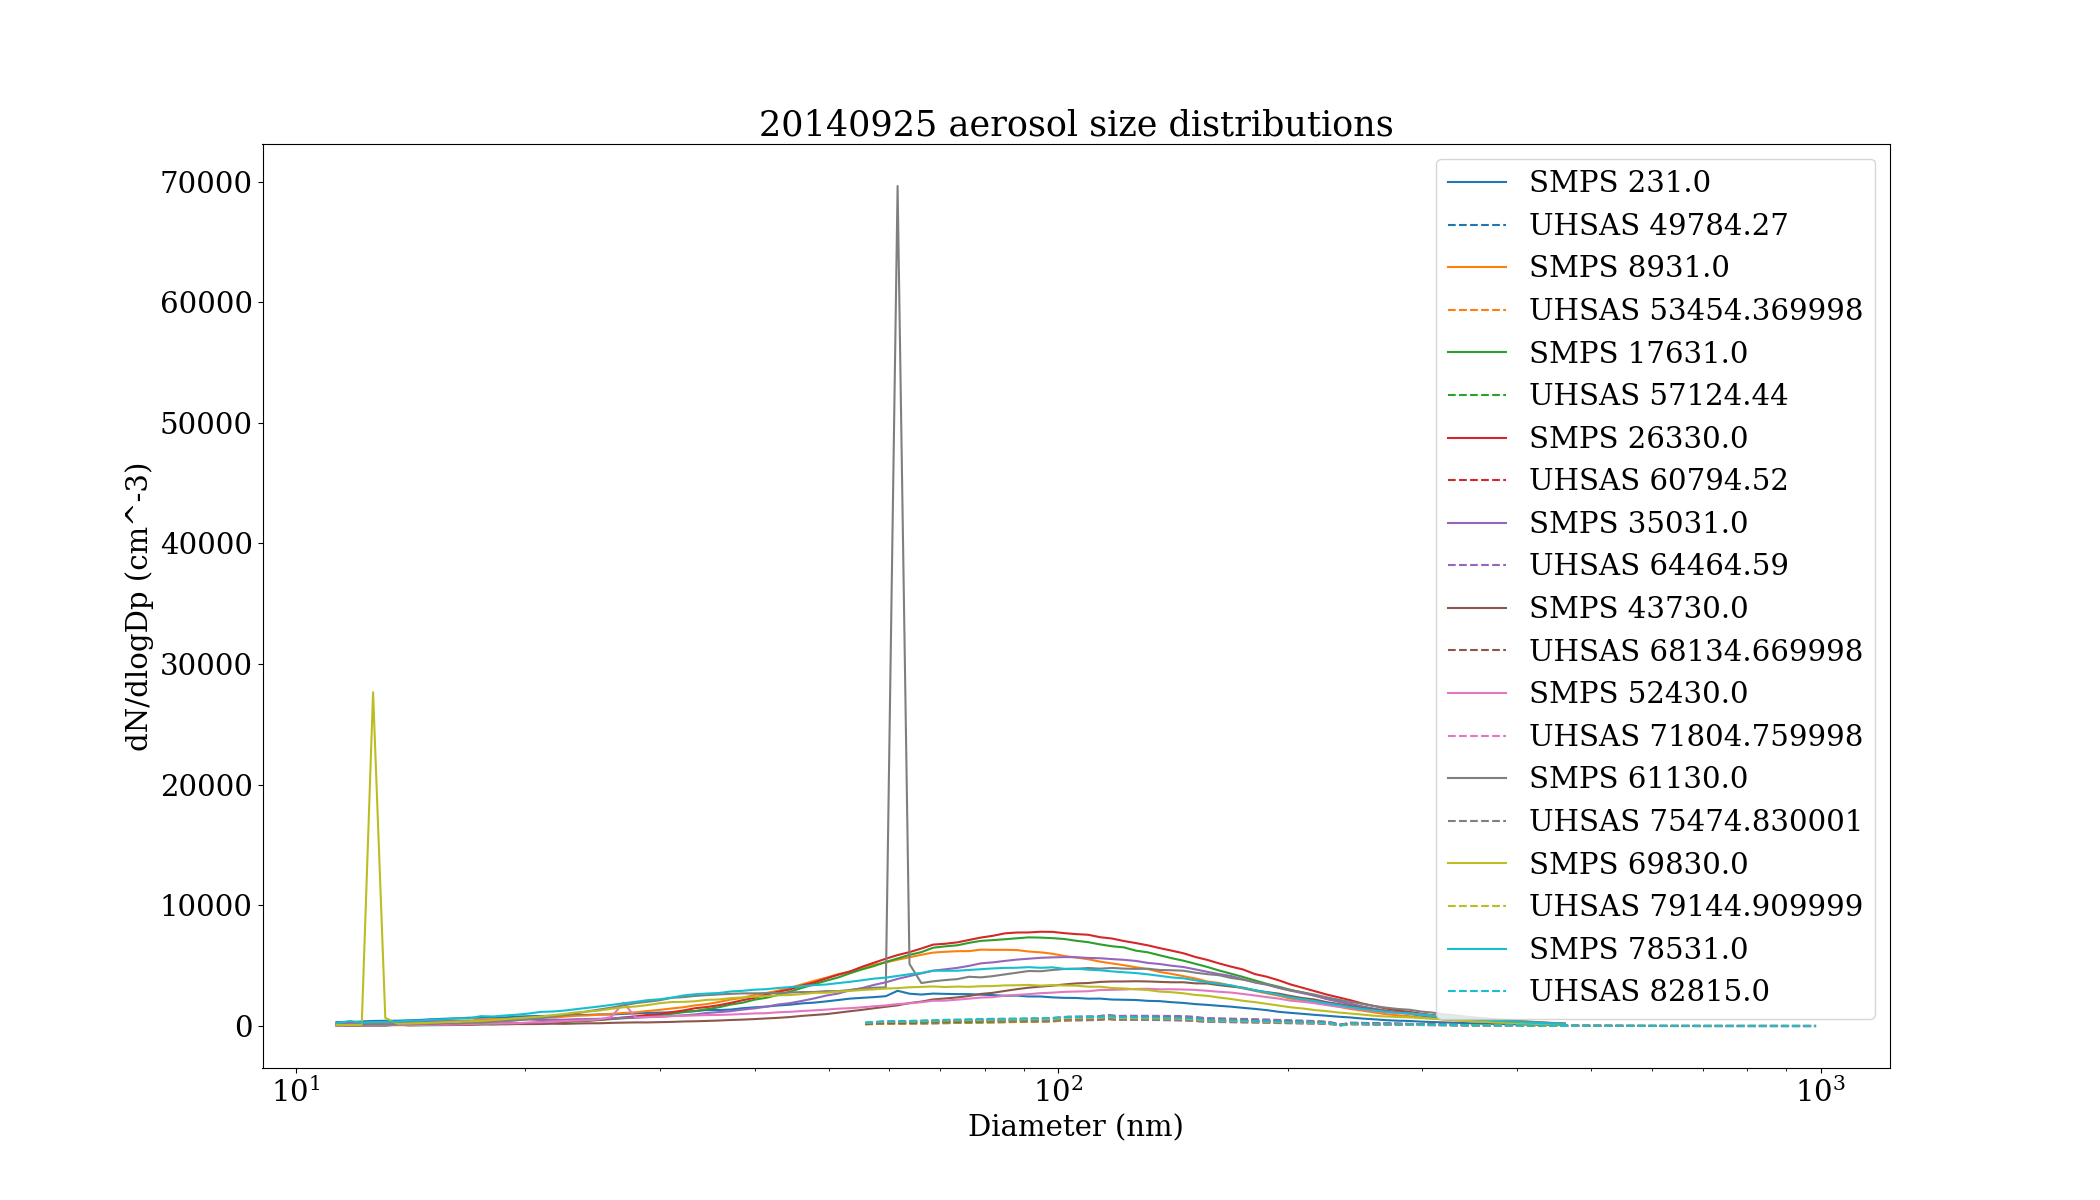 20140925 aerosol size distributions
70000
60000
50000
40000
30000
20000
10000
0
dN/dlogDp (cm^-3)
10^1
10^2
10^3
Diameter (nm)
SMPS 231.0
UHSAS 49784.27
SMPS 8931.0
UHSAS 53454.369998
SMPS 17631.0
UHSAS 57124.44
SMPS 26330.0
UHSAS 60794.52
SMPS 35031.0
UHSAS 64464.59
SMPS 43730.0
UHSAS 68134.669998
SMPS 52430.0
UHSAS 71804.759998
SMPS 61130.0
UHSAS 75474.830001
SMPS 69830.0
UHSAS 79144.909999
SMPS 78531.0
UHSAS 82815.0